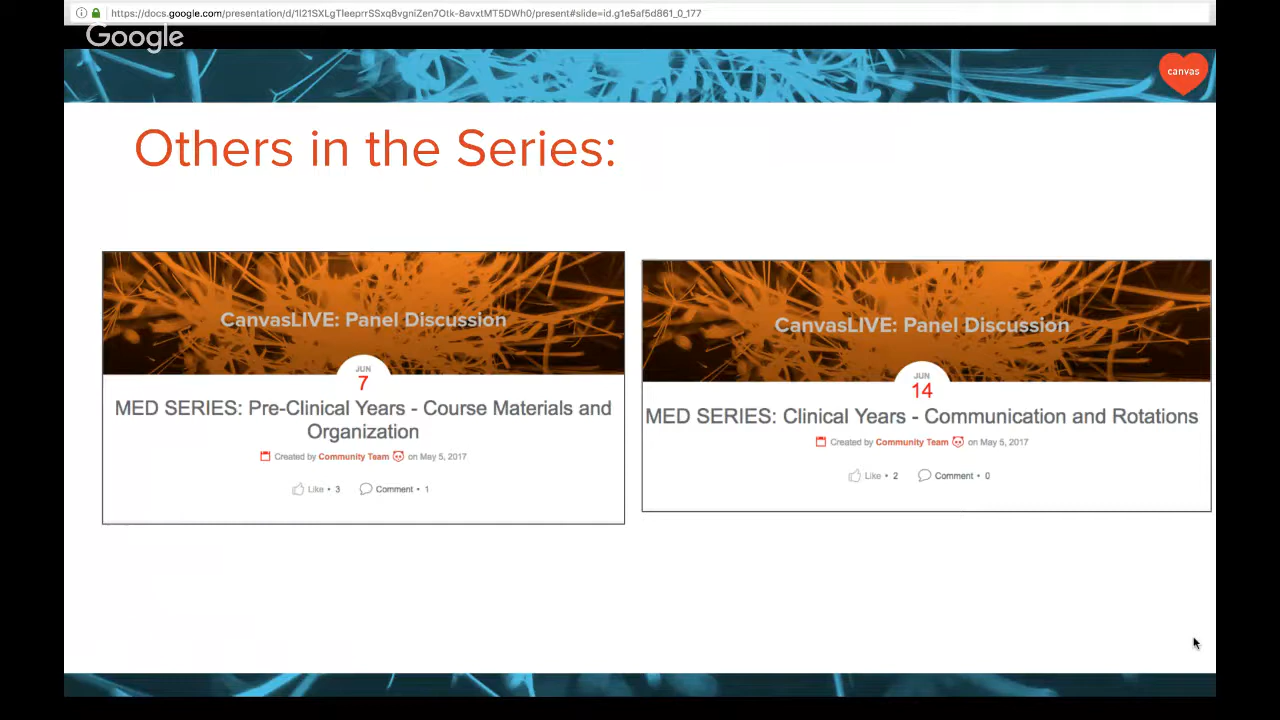 https://docs.google.com/presentation/d/1l21SXLgTleeprrSSxq8vgniZen7Otk-8avxtMT5DWh0/present#slide=id.g1e5af5d861_0_177
Google
canvas
Others in the Series:
CanvasLIVE: Panel Discussion
JUN
7
MED SERIES: Pre-Clinical Years - Course Materials and
Organization
Created by Community Team on May 5, 2017
Like • 3 Comment • 1
CanvasLIVE: Panel Discussion
JUN
14
MED SERIES: Clinical Years - Communication and Rotations
Created by Community Team on May 5, 2017
Like • 2 Comment • 0